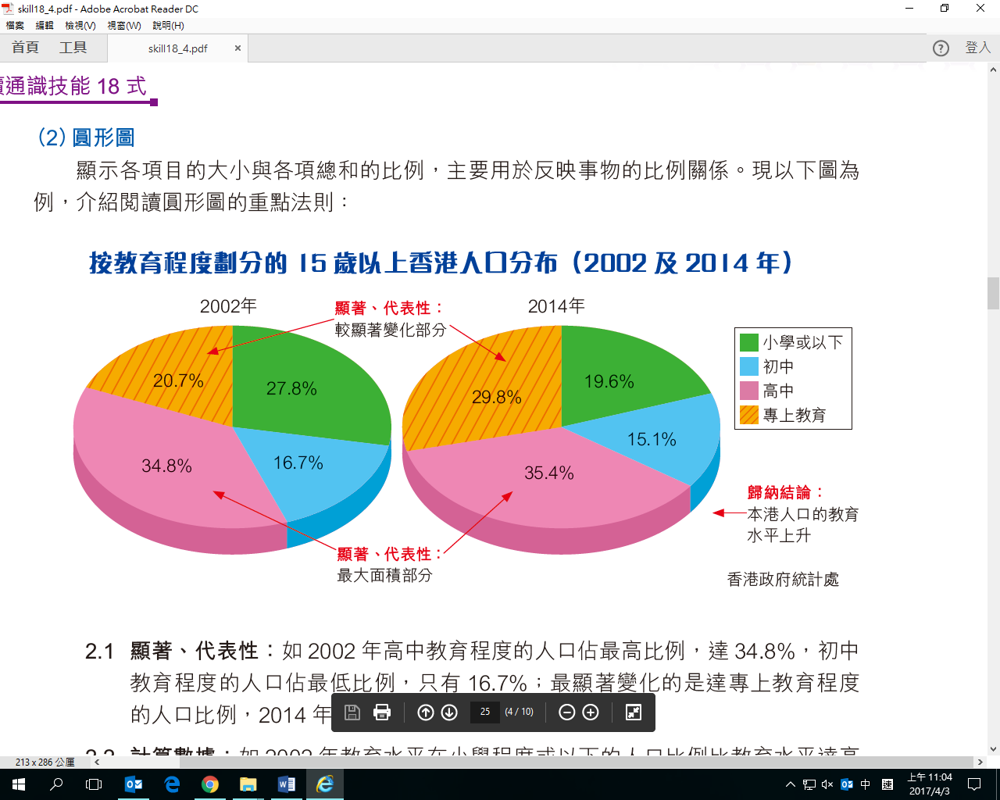 skill18_4.pdf - Adobe Acrobat Reader DC
檔案 編輯 檢視(V) 視窗(W) 說明(H)
首頁 工具 skill18_4.pdf × ? 登入
通識技能 18 式
(2) 圓形圖
顯示各項目的大小與各項總和的比例，主要用於反映事物的比例關係。現以下圖為
例，介紹閱讀圓形圖的重點法則：
按教育程度劃分的 15 歲以上香港人口分布（2002 及 2014 年）
2002年
顯著、代表性：
較顯著變化部分
2014年
20.7%
27.8%
16.7%
34.8%
29.8%
19.6%
15.1%
35.4%
小學或以下
初中
高中
專上教育
顯著、代表性：
最大面積部分
歸納結論：
本港人口的教育
水平上升
香港政府統計處
2.1 顯著、代表性：如 2002 年高中教育程度的人口佔最高比例，達 34.8%，初中
教育程度的人口佔最低比例，只有 16.7%；最顯著變化的是達專上教育程度
的人口比例，2014 年
25 (4 / 10)
2.2 計算數據：如 2002 年教育水平在小學程度或以下的人口比例比教育水平達高
213 x 286 公厘
中 上午 11:04
2017/4/3